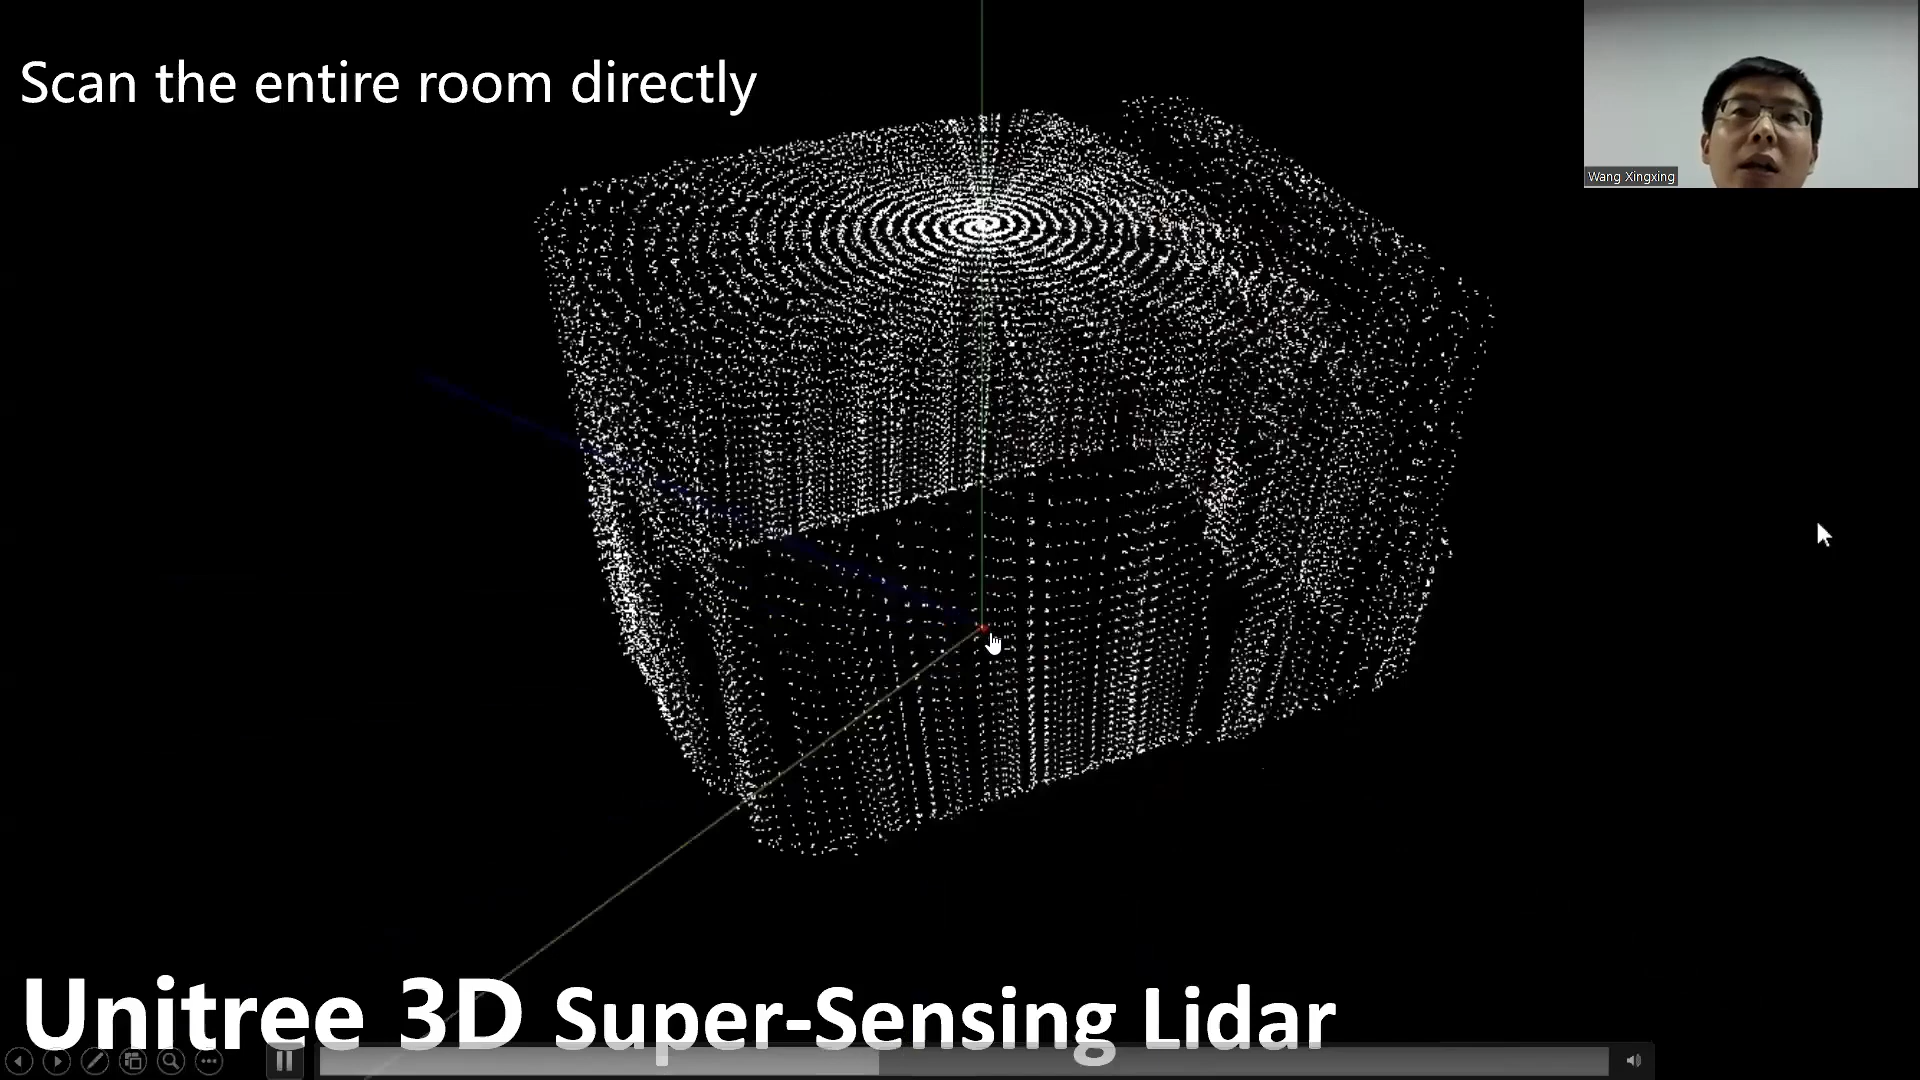 Scan the entire room directly
Wang Xingxing
Unitree 3D Super-Sensing Lidar